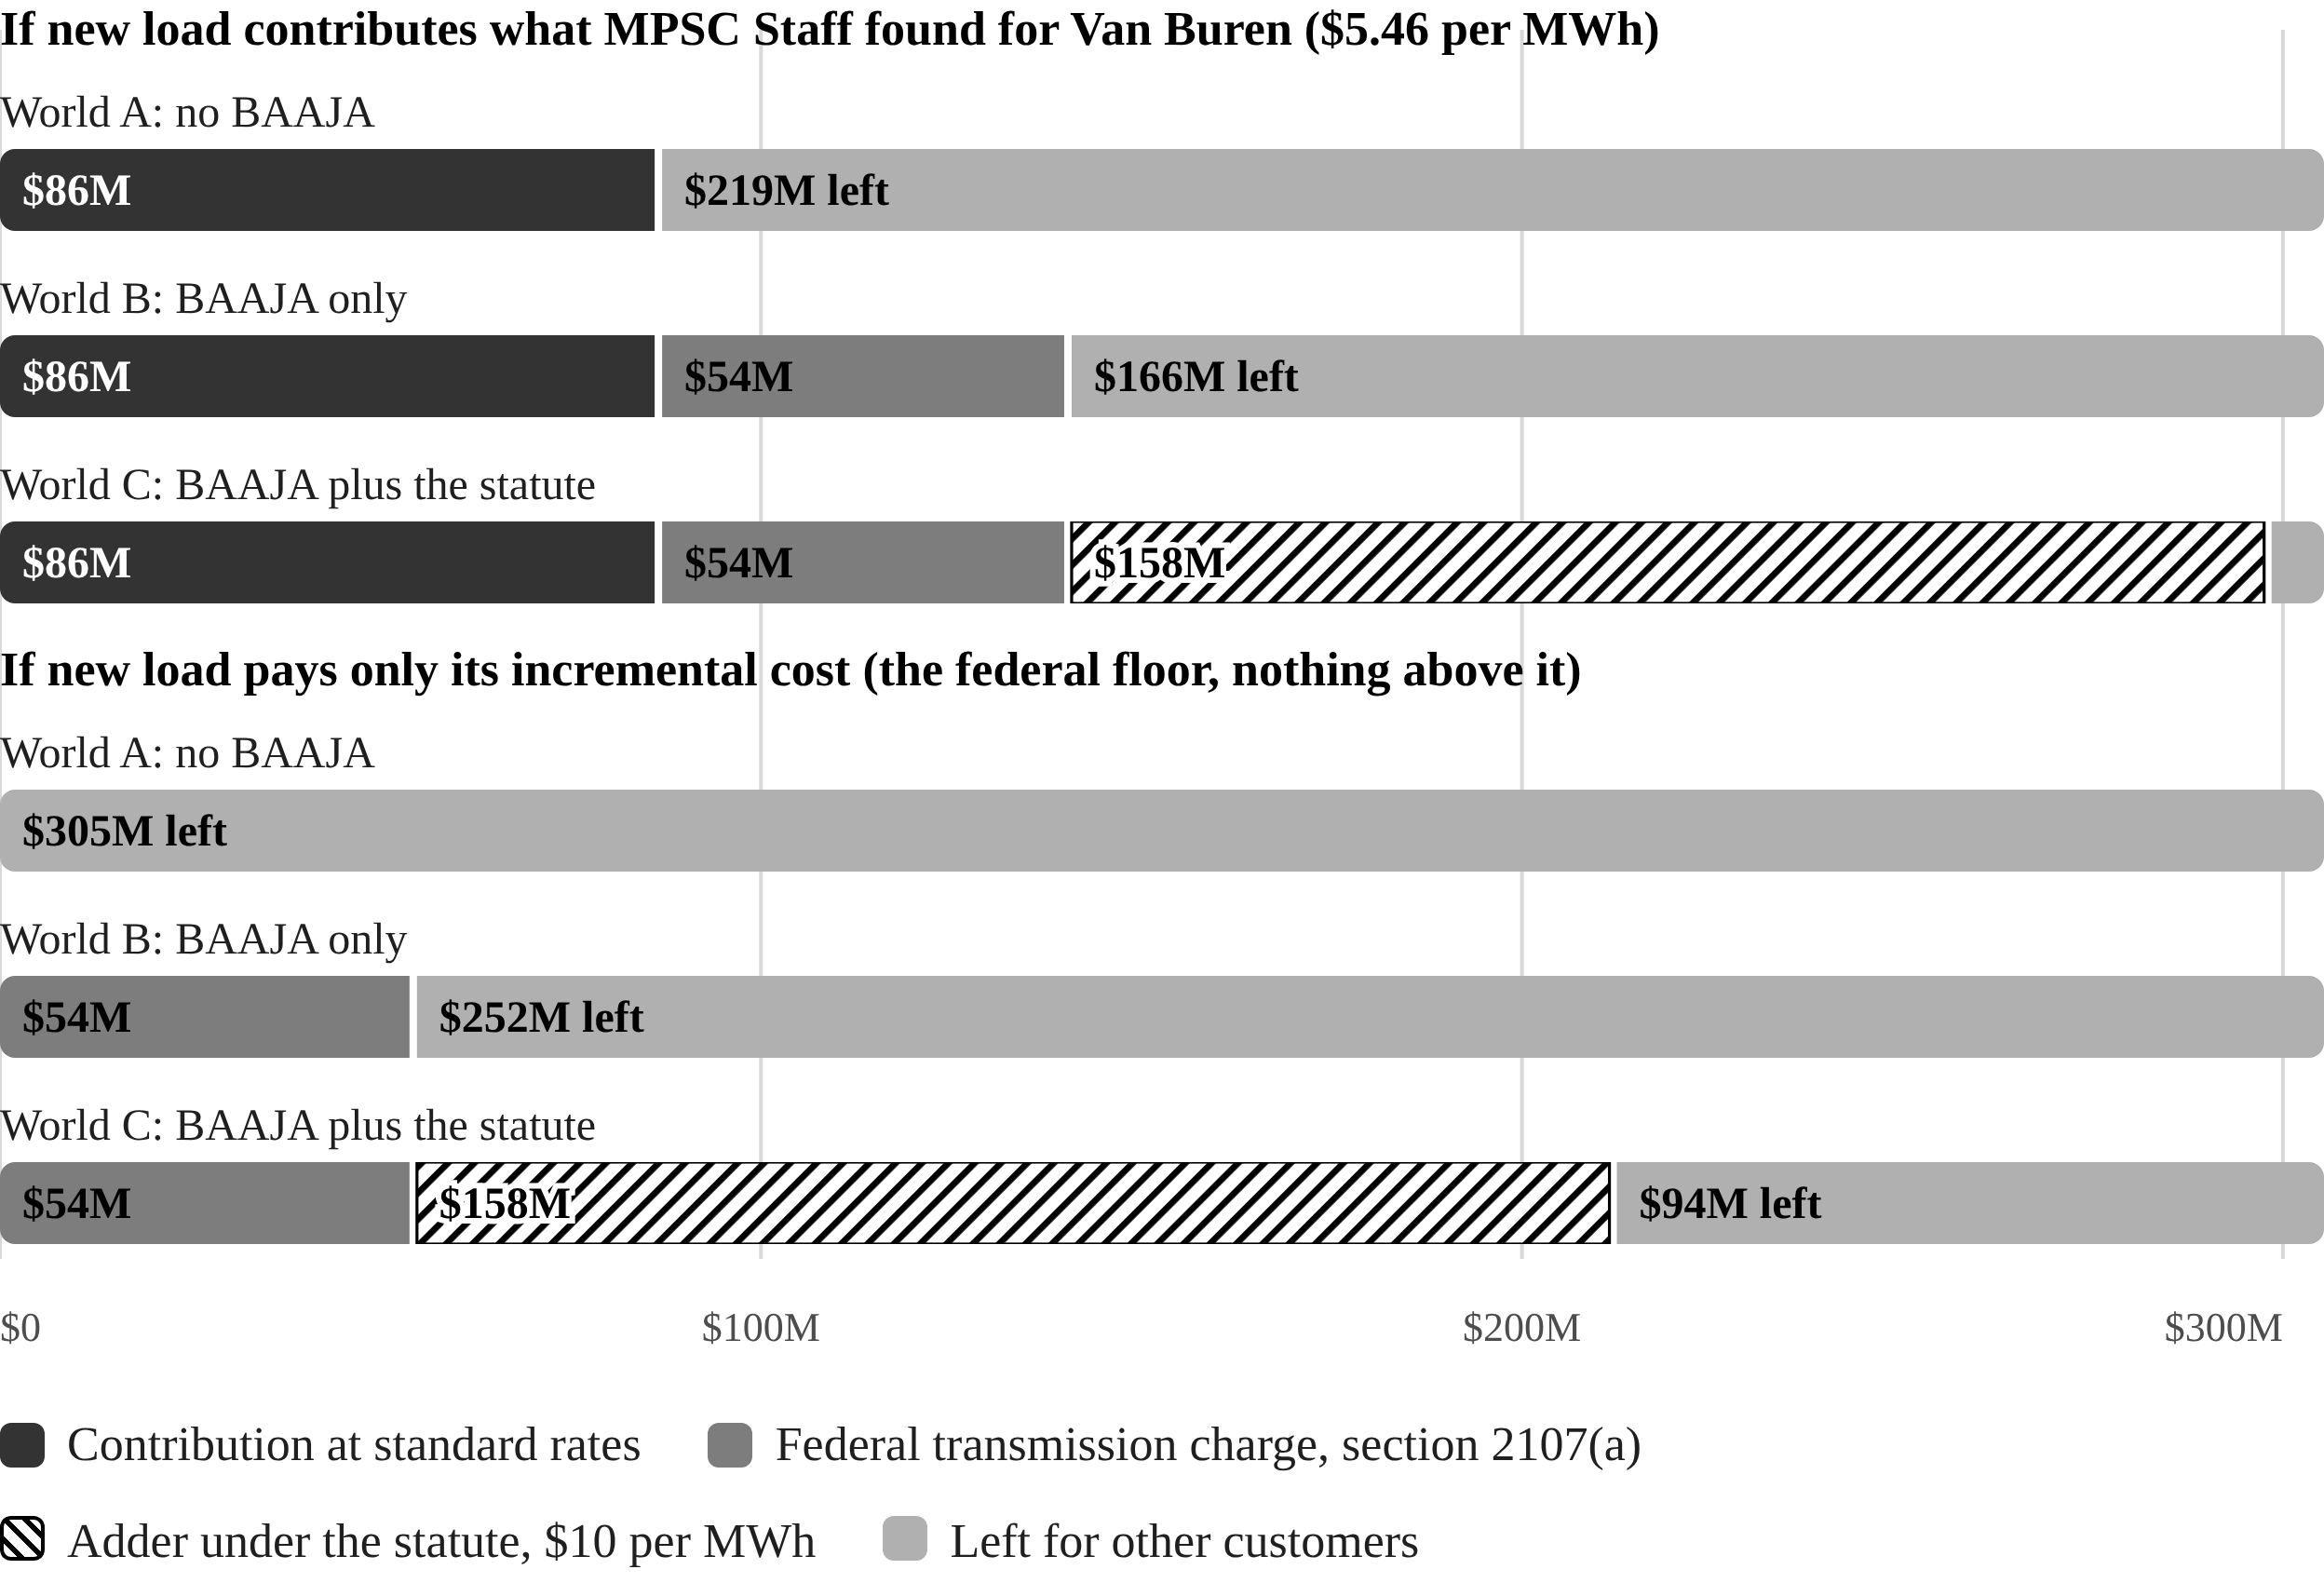 If new load contributes what MPSC Staff found for Van Buren ($5.46 per MWh)
World A: no BAAJA
$86M $219M left
World B: BAAJA only
$86M $54M $166M left
World C: BAAJA plus the statute
$86M $54M $158M
If new load pays only its incremental cost (the federal floor, nothing above it)
World A: no BAAJA
$305M left
World B: BAAJA only
$54M $252M left
World C: BAAJA plus the statute
$54M $158M $94M left
$0 $100M $200M $300M
Contribution at standard rates Federal transmission charge, section 2107(a)
Adder under the statute, $10 per MWh Left for other customers